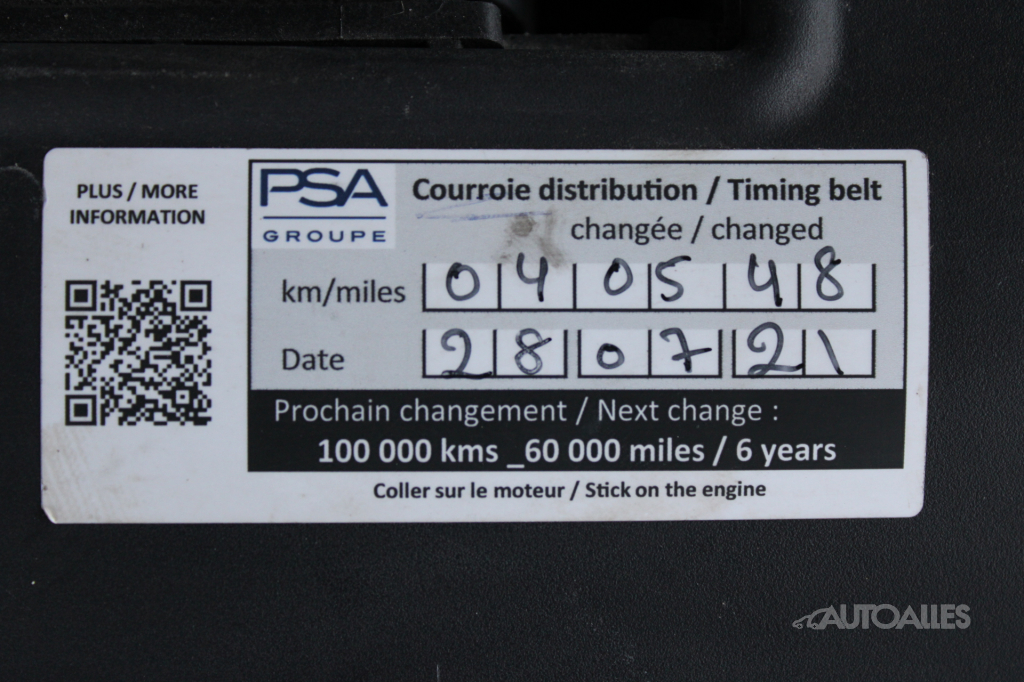 PLUS / MORE
INFORMATION
PSA
GROUPE
Courroie distribution / Timing belt
changée / changed
km/miles 040548
Date 280721
Prochain changement / Next change :
100 000 kms _60 000 miles / 6 years
Coller sur le moteur / Stick on the engine
AUTOALLES